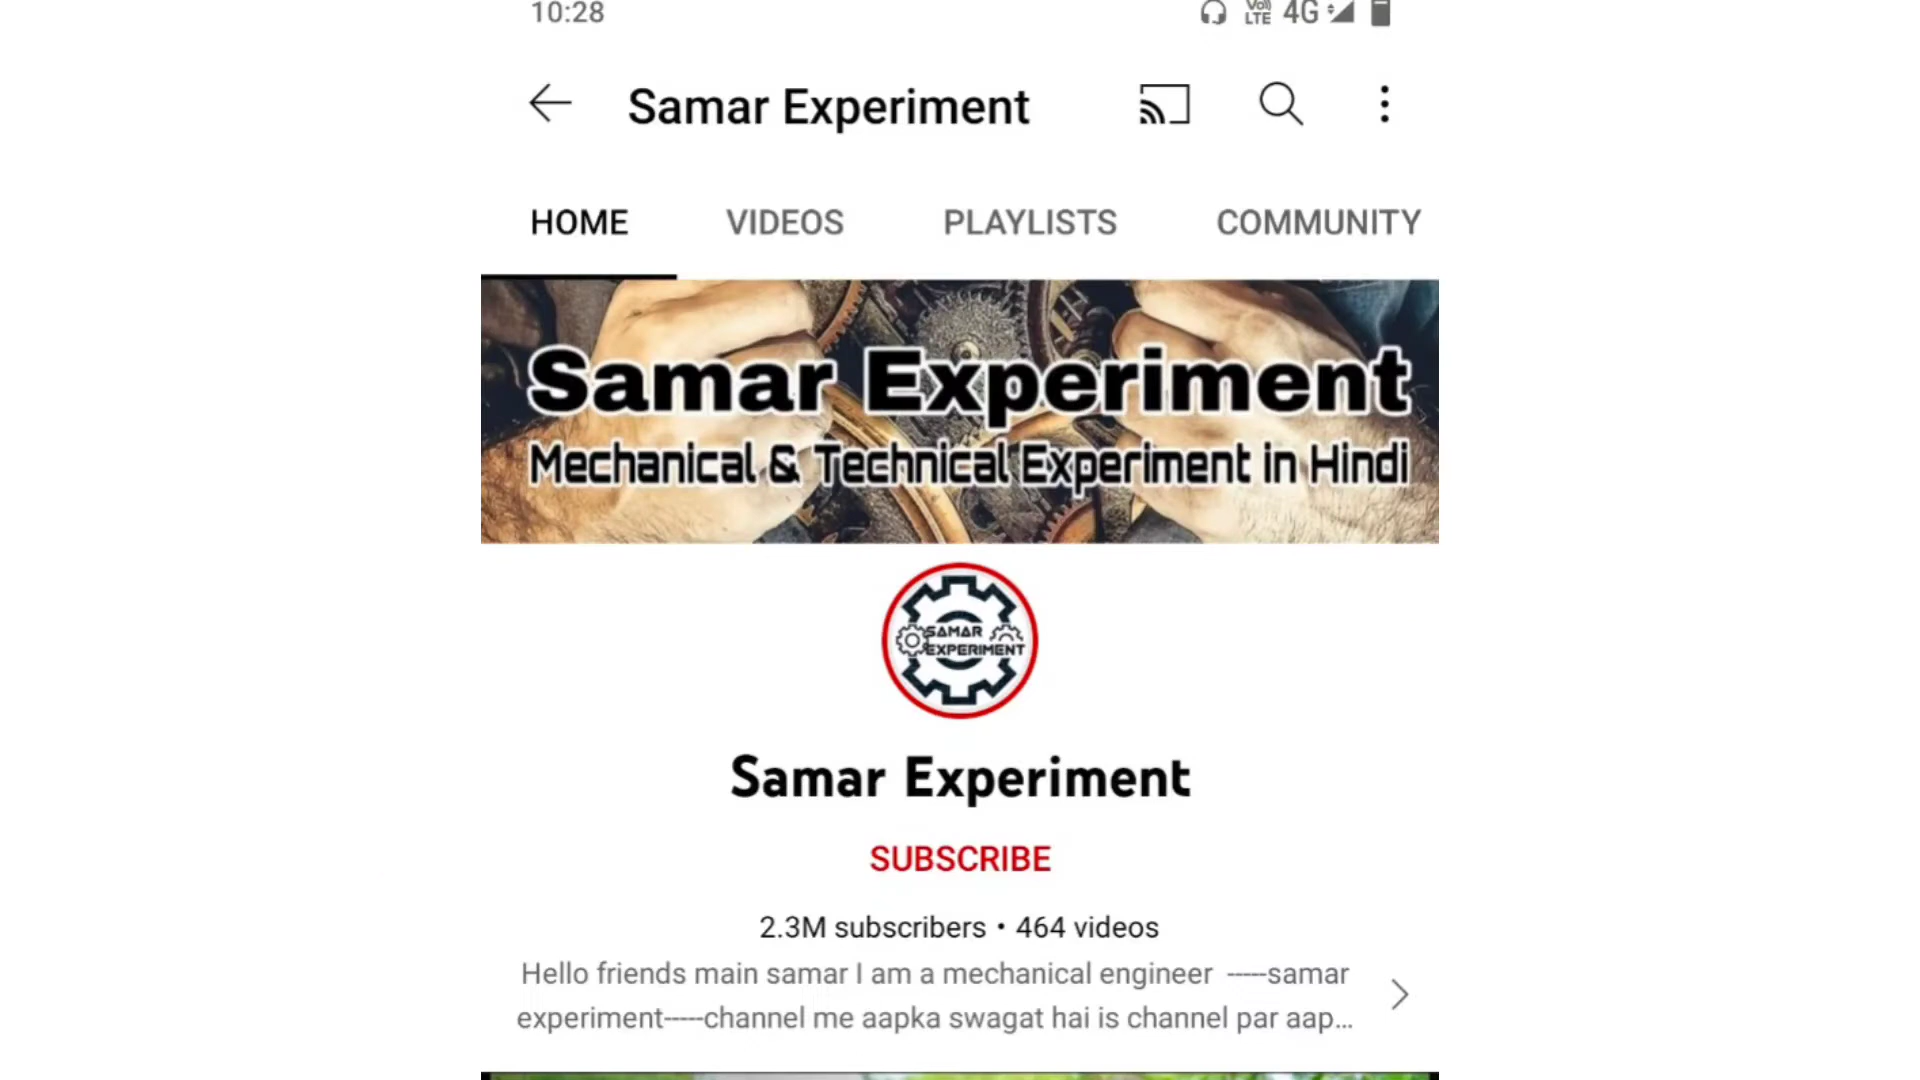 10:28
Vo) LTE 4G
Samar Experiment
HOME VIDEOS PLAYLISTS COMMUNITY
Samar Experiment
Mechanical & Technical Experiment in Hindi
SAMAR
EXPERIMENT
Samar Experiment
SUBSCRIBE
2.3M subscribers • 464 videos
Hello friends main samar I am a mechanical engineer -----samar
experiment-----channel me aapka swagat hai is channel par aap...